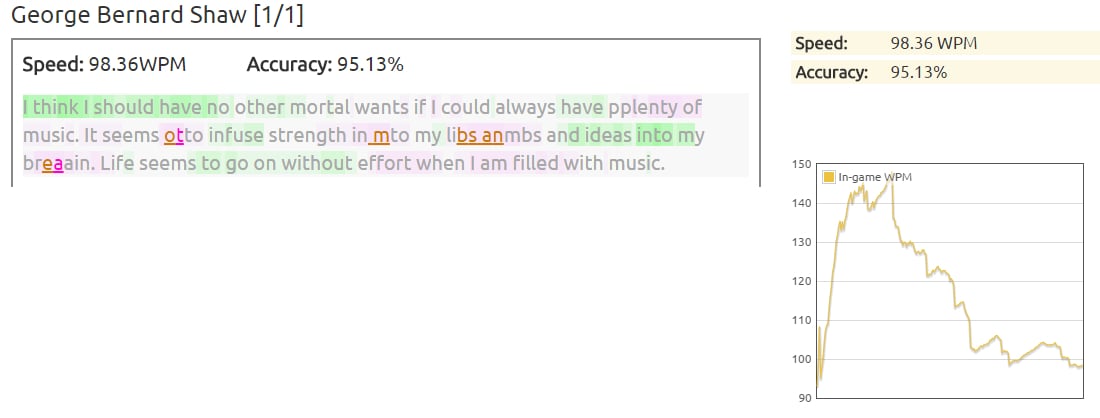 George Bernard Shaw [1/1]
Speed: 98.36WPM Accuracy: 95.13%
I think I should have no other mortal wants if I could always have pplenty of
music. It seems otto infuse strength in mto my libs anmbs and ideas into my
breaain. Life seems to go on without effort when I am filled with music.
Speed: 98.36 WPM
Accuracy: 95.13%
In-game WPM
150
140
130
120
110
100
90